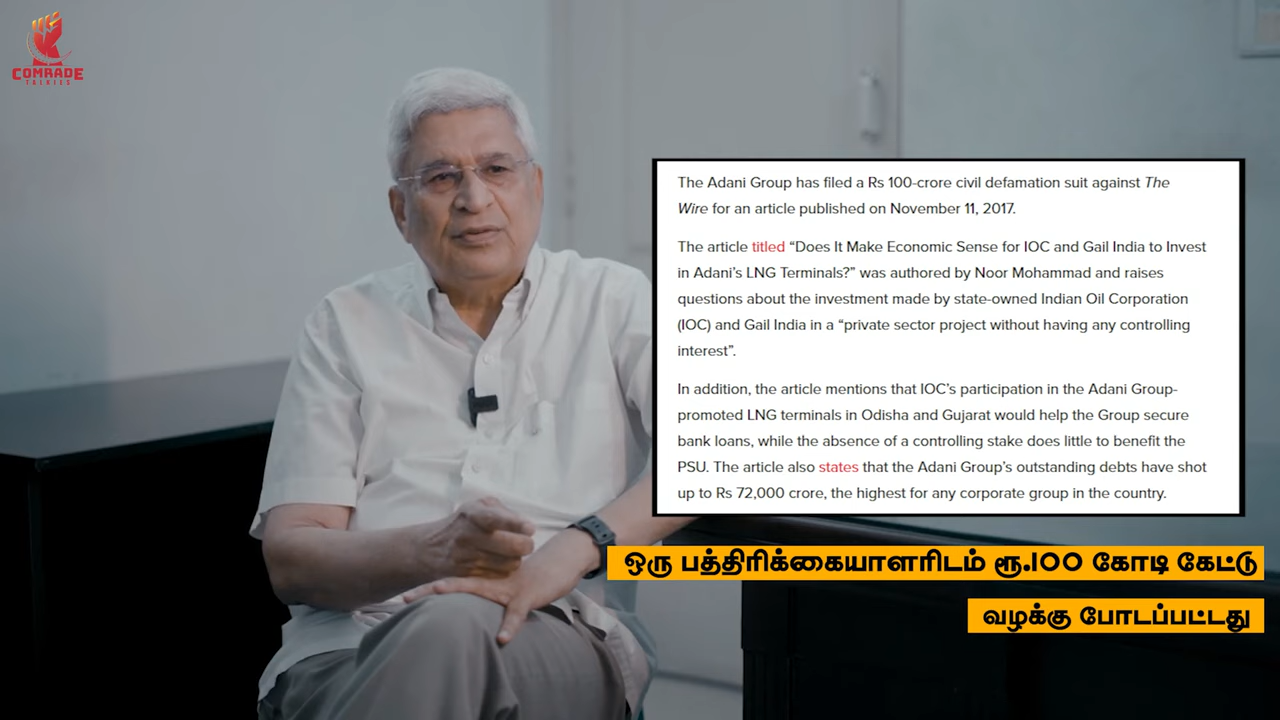 COMRADE
TALKIES
The Adani Group has filed a Rs 100-crore civil defamation suit against The
Wire for an article published on November 11, 2017.
The article titled “Does It Make Economic Sense for IOC and Gail India to Invest
in Adani’s LNG Terminals?” was authored by Noor Mohammad and raises
questions about the investment made by state-owned Indian Oil Corporation
(IOC) and Gail India in a “private sector project without having any controlling
interest”.
In addition, the article mentions that IOC’s participation in the Adani Group-
promoted LNG terminals in Odisha and Gujarat would help the Group secure
bank loans, while the absence of a controlling stake does little to benefit the
PSU. The article also states that the Adani Group’s outstanding debts have shot
up to Rs 72,000 crore, the highest for any corporate group in the country.
ஒரு பத்திரிக்கையாளரிடம் ரூ.100 கோடி கேட்டு
வழக்கு போடப்பட்டது